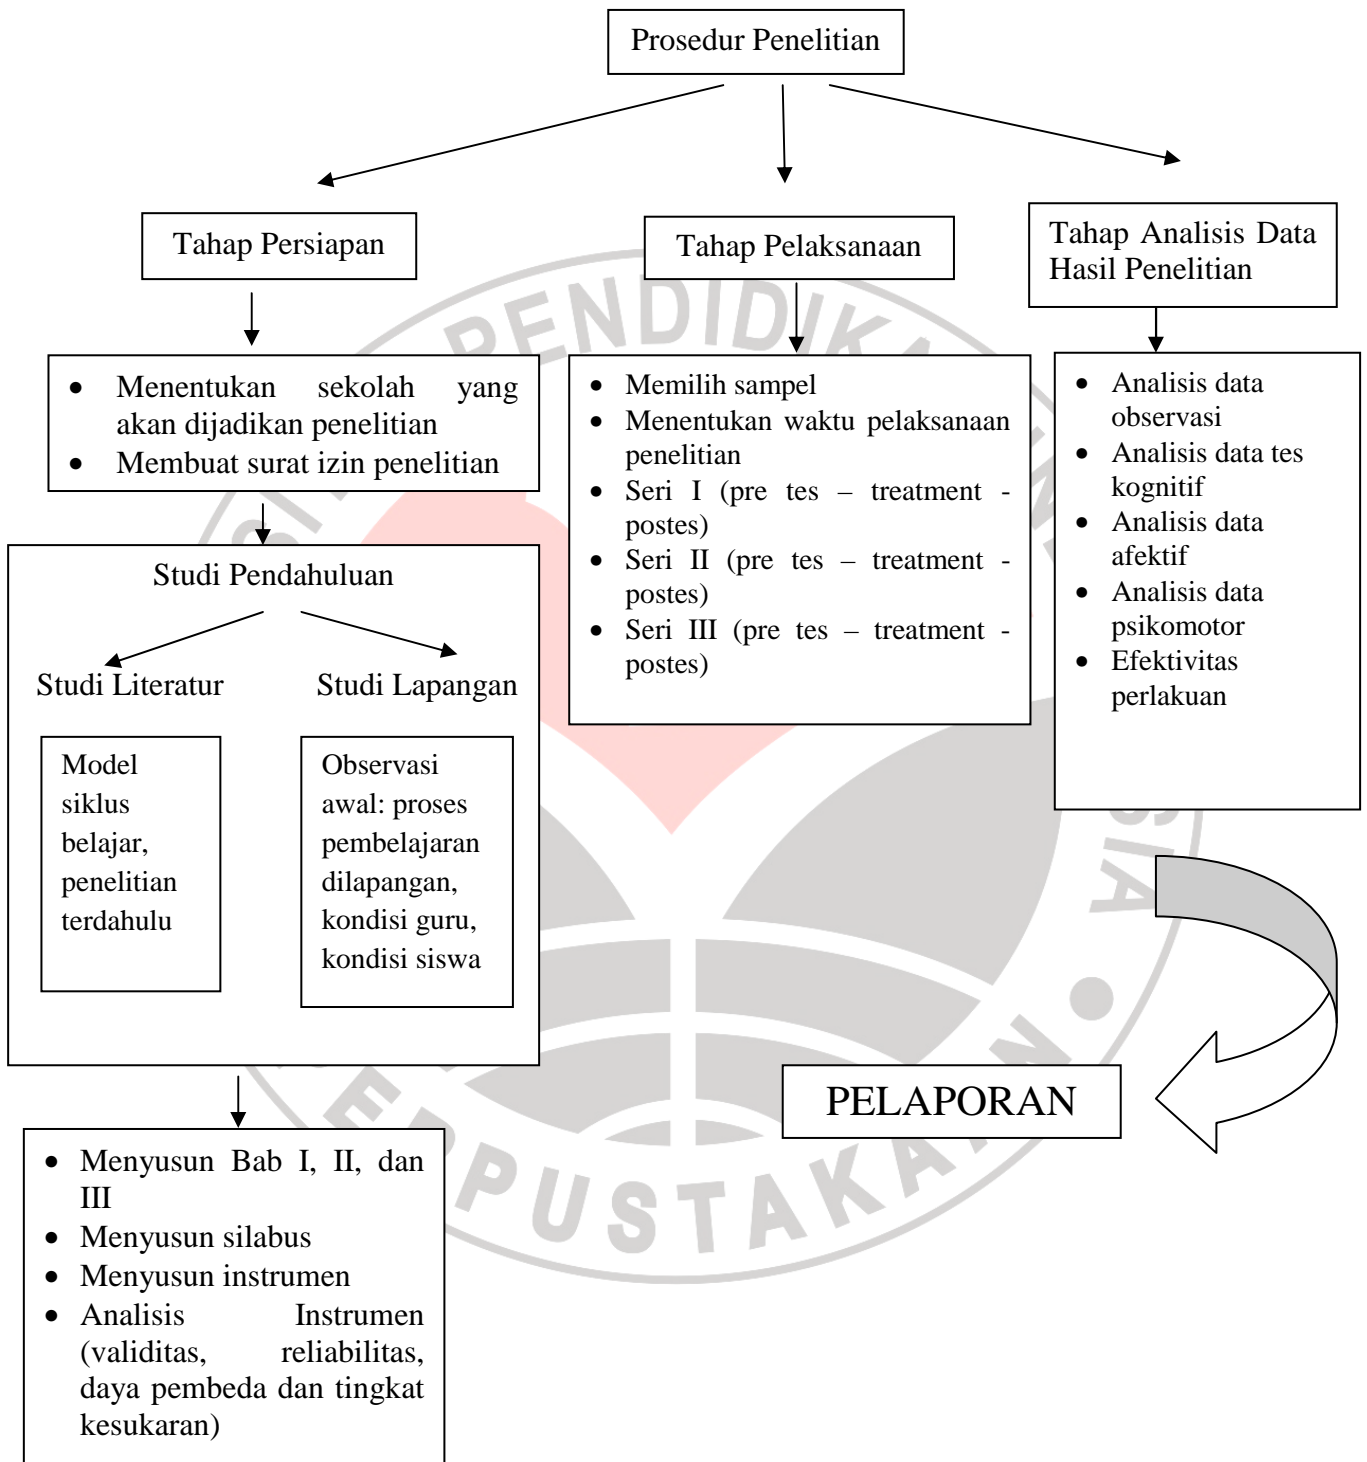 Prosedur Penelitian
Tahap Persiapan
Tahap Pelaksanaan
Tahap Analisis Data
Hasil Penelitian
• Menentukan sekolah yang
akan dijadikan penelitian
• Membuat surat izin penelitian
Studi Pendahuluan
Studi Literatur
Studi Lapangan
Model
siklus
belajar,
penelitian
terdahulu
Observasi
awal: proses
pembelajaran
dilapangan,
kondisi guru,
kondisi siswa
• Menyusun Bab I, II, dan
III
• Menyusun silabus
• Menyusun instrumen
• Analisis Instrumen
(validitas, reliabilitas,
daya pembeda dan tingkat
kesukaran)
• Memilih sampel
• Menentukan waktu pelaksanaan
penelitian
• Seri I (pre tes – treatment -
postes)
• Seri II (pre tes – treatment -
postes)
• Seri III (pre tes – treatment -
postes)
• Analisis data
observasi
• Analisis data tes
kognitif
• Analisis data
afektif
• Analisis data
psikomotor
• Efektivitas
perlakuan
PELAPORAN
PENDIDIKAN